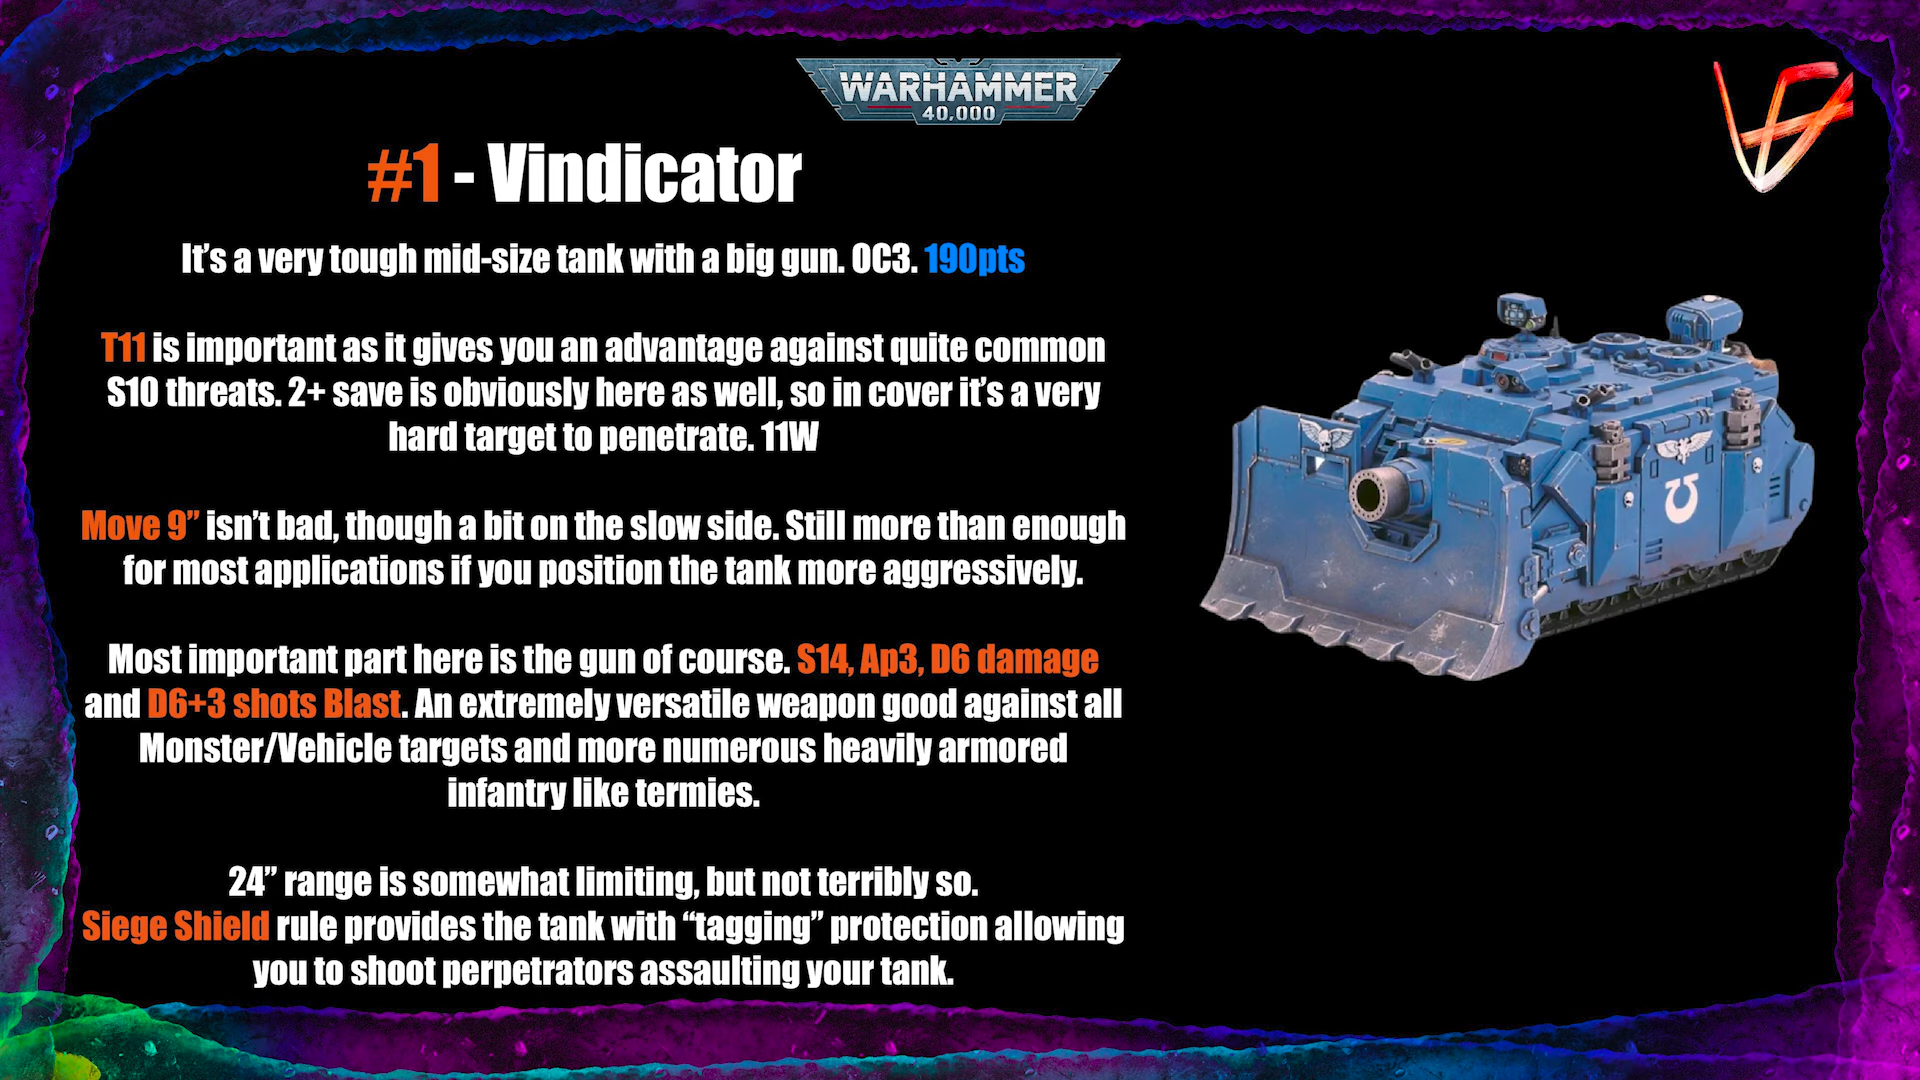 WARHAMMER
40,000
#1 - Vindicator
It’s a very tough mid-size tank with a big gun. OC3. 190pts
T11 is important as it gives you an advantage against quite common
S10 threats. 2+ save is obviously here as well, so in cover it’s a very
hard target to penetrate. 11W
Move 9” isn’t bad, though a bit on the slow side. Still more than enough
for most applications if you position the tank more aggressively.
Most important part here is the gun of course. S14, Ap3, D6 damage
and D6+3 shots Blast. An extremely versatile weapon good against all
Monster/Vehicle targets and more numerous heavily armored
infantry like termies.
24” range is somewhat limiting, but not terribly so.
Siege Shield rule provides the tank with “tagging” protection allowing
you to shoot perpetrators assaulting your tank.